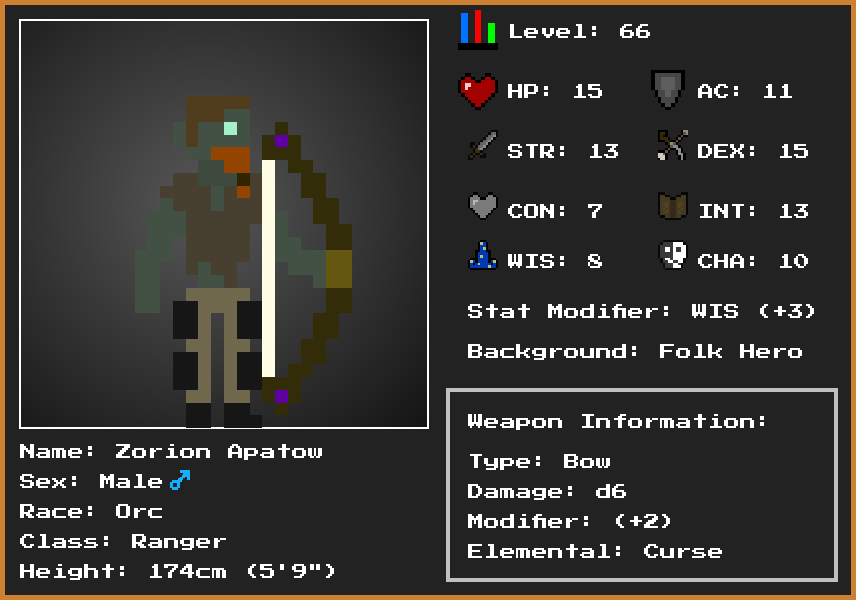 Level: 66
HP: 15 AC: 11
STR: 13 DEX: 15
CON: 7 INT: 13
WIS: 8 CHA: 10
Stat Modifier: WIS (+3)
Background: Folk Hero
Weapon Information:
Type: Bow
Damage: d6
Modifier: (+2)
Elemental: Curse
Name: Zorion Apatow
Sex: Male ♂
Race: Orc
Class: Ranger
Height: 174cm (5'9")